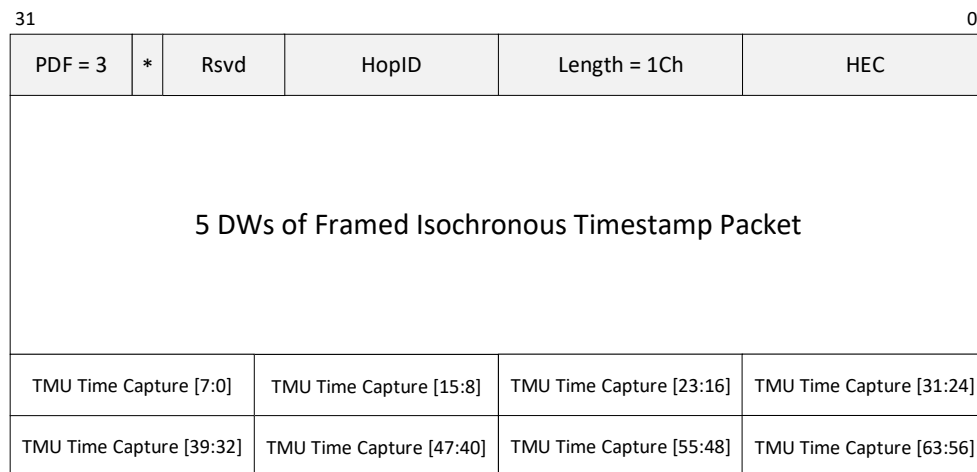 31 0
PDF = 3 * Rsvd HopID Length = 1Ch HEC
5 DWs of Framed Isochronous Timestamp Packet
TMU Time Capture [7:0] TMU Time Capture [15:8] TMU Time Capture [23:16] TMU Time Capture [31:24]
TMU Time Capture [39:32] TMU Time Capture [47:40] TMU Time Capture [55:48] TMU Time Capture [63:56]